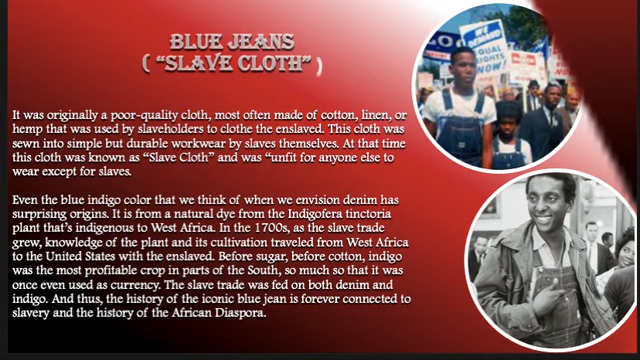 BLUE JEANS
( “SLAVE CLOTH” )
It was originally a poor-quality cloth, most often made of cotton, linen, or
hemp that was used by slaveholders to clothe the enslaved. This cloth was
sewn into simple but durable workwear by slaves themselves. At that time
this cloth was known as “Slave Cloth” and was “unfit for anyone else to
wear except for slaves.
Even the blue indigo color that we think of when we envision denim has
surprising origins. It is from a natural dye from the Indigofera tinctoria
plant that’s indigenous to West Africa. In the 1700s, as the slave trade
grew, knowledge of the plant and its cultivation traveled from West Africa
to the United States with the enslaved. Before sugar, before cotton, indigo
was the most profitable crop in parts of the South, so much so that it was
once even used as currency. The slave trade was fed on both denim and
indigo. And thus, the history of the iconic blue jean is forever connected to
slavery and the history of the African Diaspora.
WE
DEMAND
EQUAL
RIGHTS
NOW!